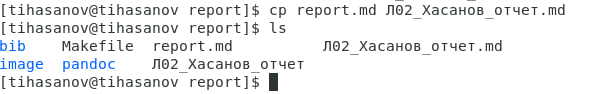 [tihasanov@tihasanov report]$ cp report.md Л02_Хасанов_отчет.md
[tihasanov@tihasanov report]$ ls
bib    Makefile  report.md          Л02_Хасанов_отчет.md
image  pandoc    Л02_Хасанов_отчет
[tihasanov@tihasanov report]$